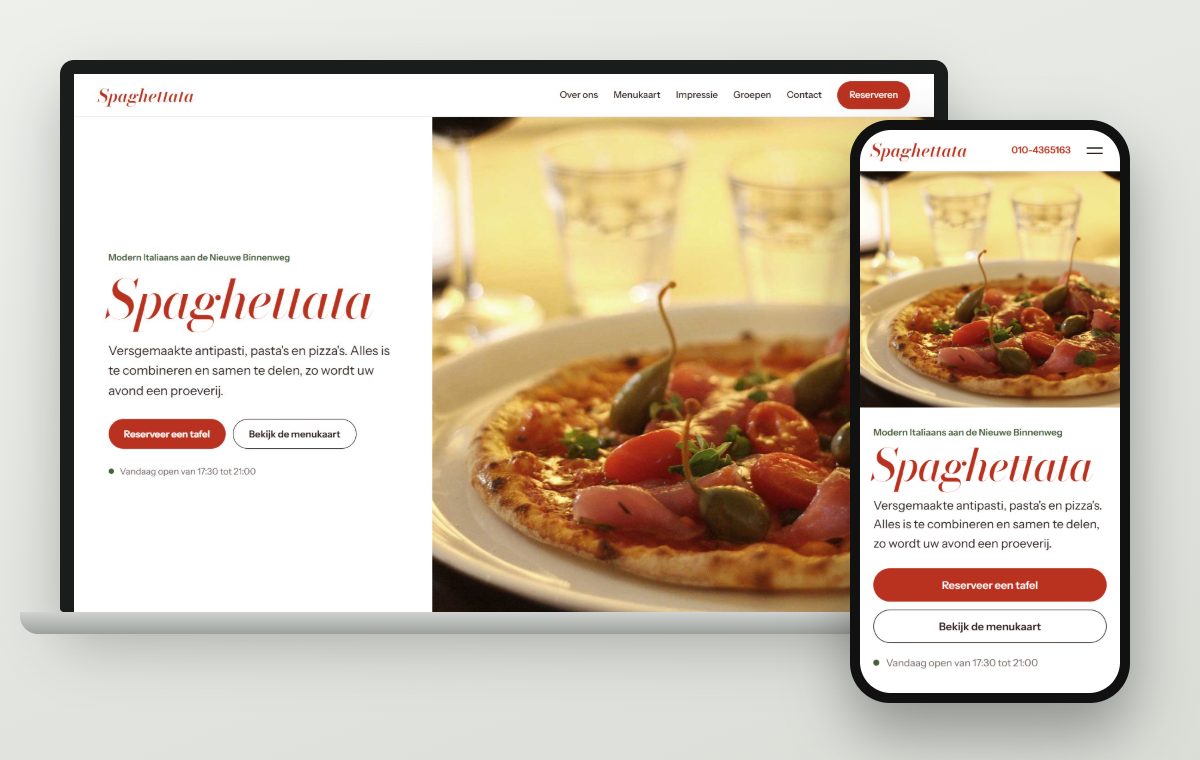 Spaghettata
Over ons Menukaart Impressie Groepen Contact Reserveren
Modern Italiaans aan de Nieuwe Binnenweg
Spaghettata
Versgemaakte antipasti, pasta's en pizza's. Alles is
te combineren en samen te delen, zo wordt uw
avond een proeverij.
Reserveer een tafel Bekijk de menukaart
Vandaag open van 17:30 tot 21:00
Spaghettata 010-4365163
Modern Italiaans aan de Nieuwe Binnenweg
Spaghettata
Versgemaakte antipasti, pasta's en pizza's.
Alles is te combineren en samen te delen,
zo wordt uw avond een proeverij.
Reserveer een tafel
Bekijk de menukaart
Vandaag open van 17:30 tot 21:00